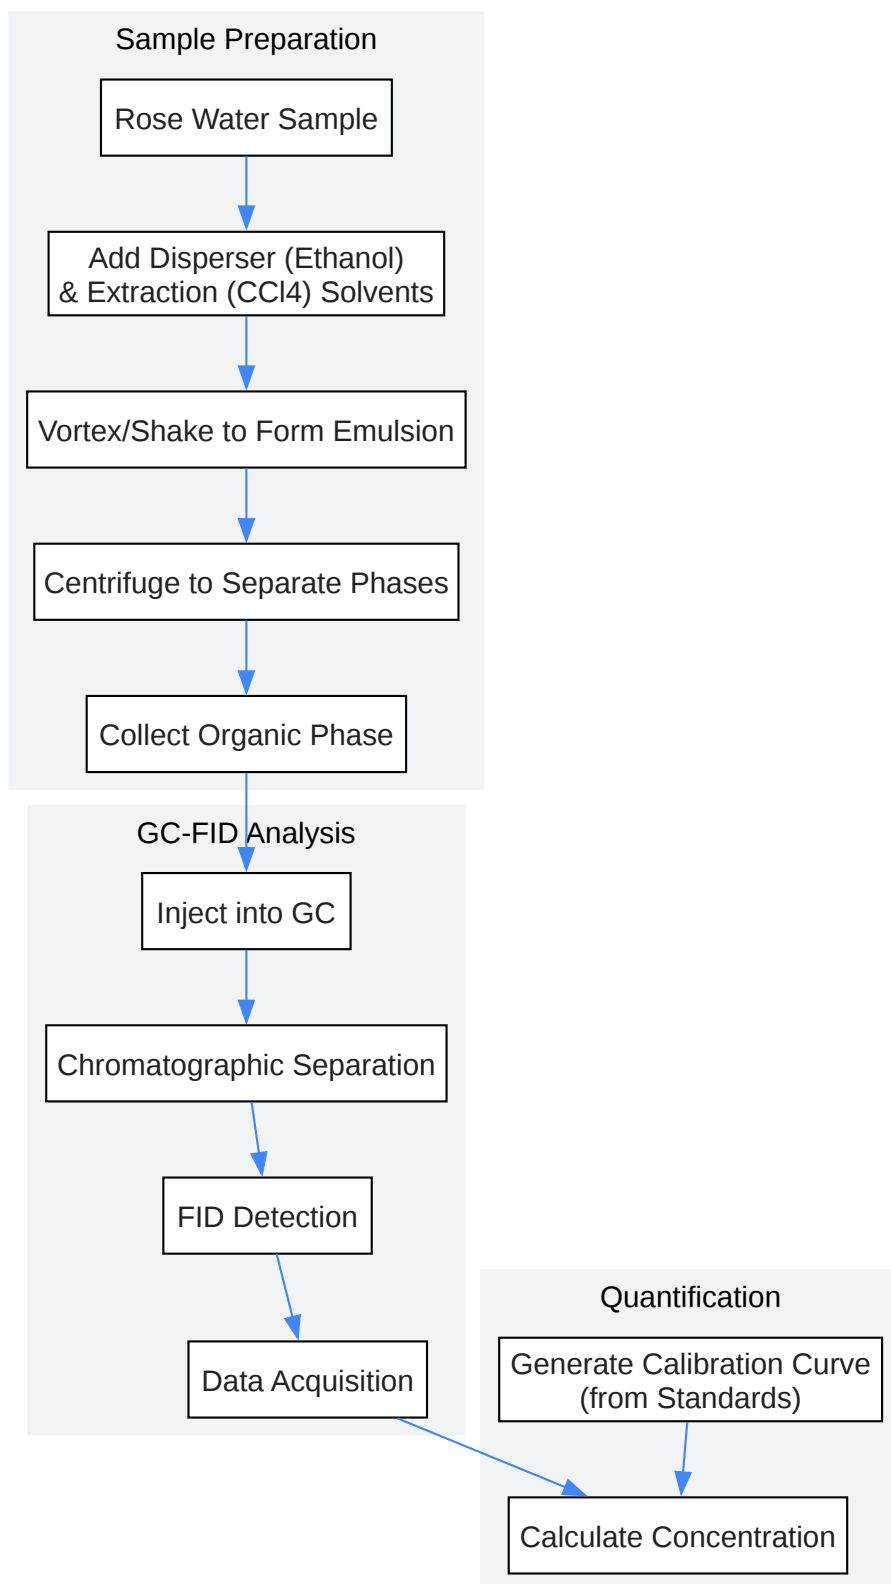 Sample Preparation
Rose Water Sample
Add Disperser (Ethanol)
& Extraction (CCl4) Solvents
Vortex/Shake to Form Emulsion
Centrifuge to Separate Phases
Collect Organic Phase
GC-FID Analysis
Inject into GC
Chromatographic Separation
FID Detection
Data Acquisition
Quantification
Generate Calibration Curve
(from Standards)
Calculate Concentration